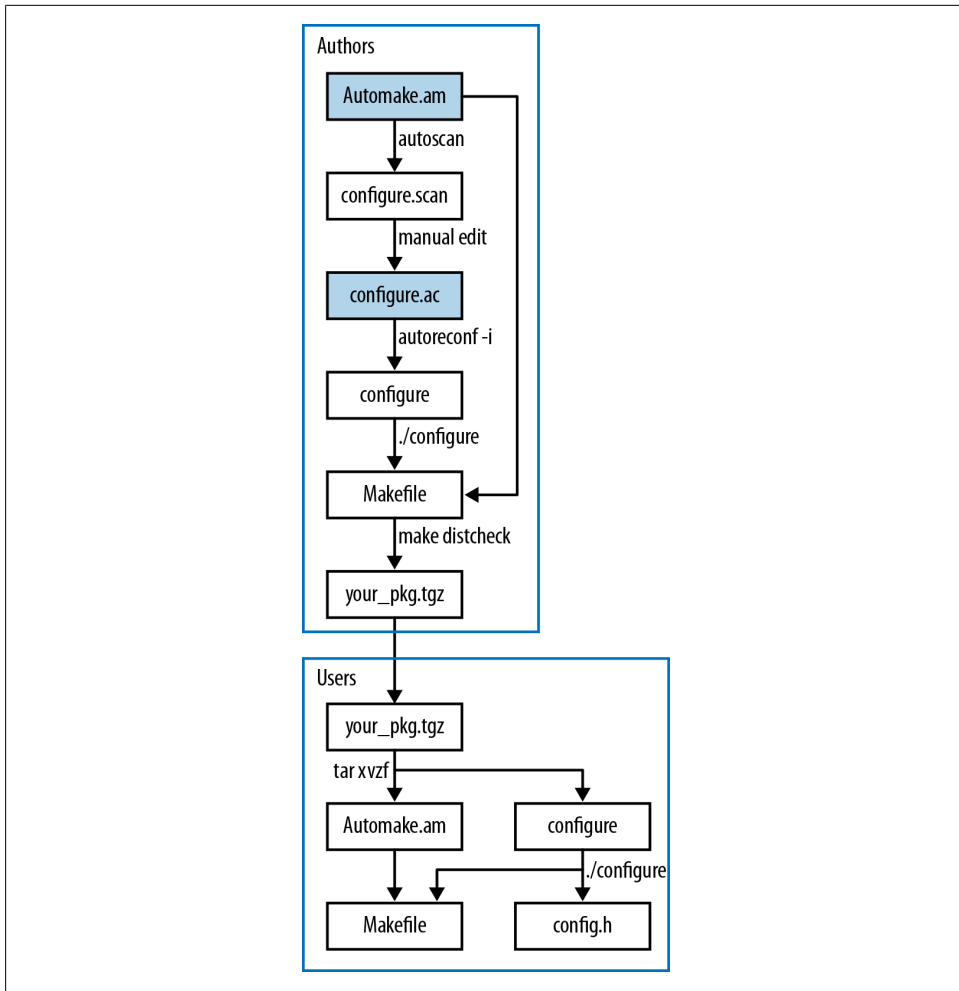 Authors
Automake.am
autoscan
configure.scan
manual edit
configure.ac
autoreconf -i
configure
./configure
Makefile
make distcheck
your_pkg.tgz
Users
your_pkg.tgz
tar xvzf
Automake.am
configure
./configure
Makefile
config.h